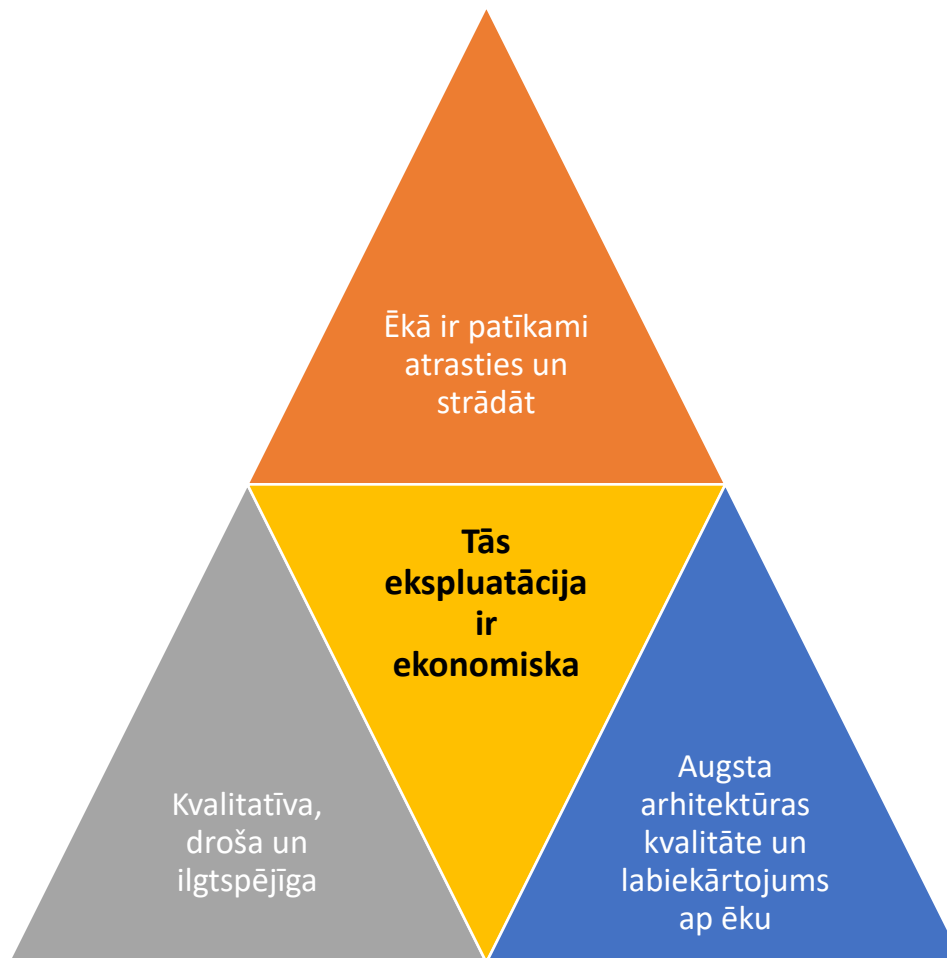 Ēkā ir patīkami
atrasties un
strādāt
Tās
ekspluatācija
ir
ekonomiska
Kvalitatīva,
droša un
ilgtspējīga
Augsta
arhitektūras
kvalitāte un
labiekārtojums
ap ēku